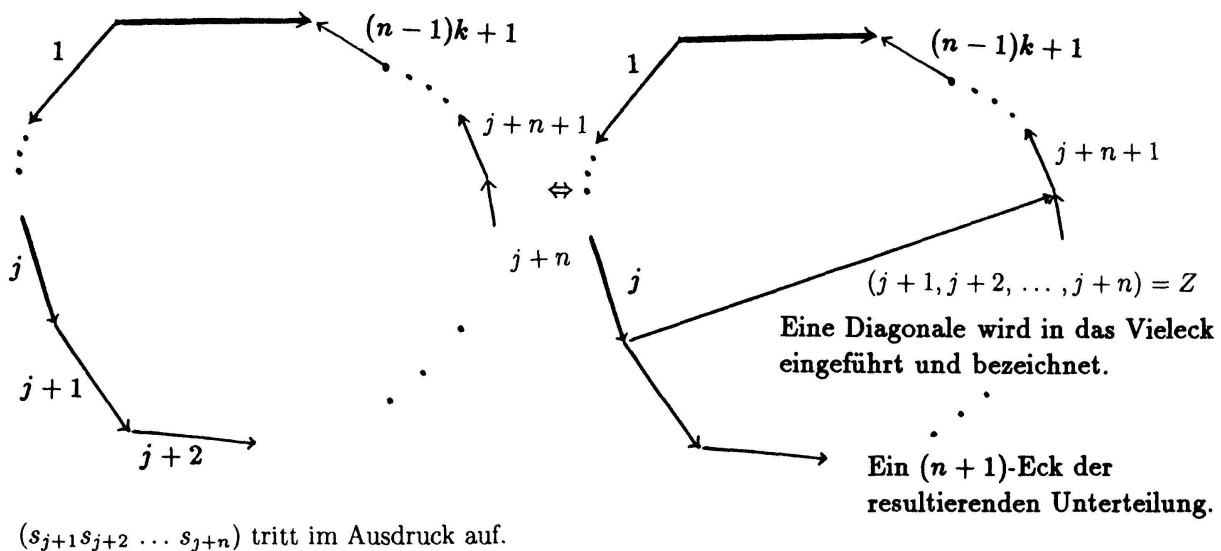 1
(n − 1)k + 1
j + n + 1
j + n
j
j + 1
j + 2
⇔
1
(n − 1)k + 1
j + n + 1
j
(j + 1, j + 2, ... , j + n) = Z
Eine Diagonale wird in das Vieleck
eingeführt und bezeichnet.
Ein (n + 1)-Eck der
resultierenden Unterteilung.
(s_{j+1}s_{j+2} ... s_{j+n}) tritt im Ausdruck auf.